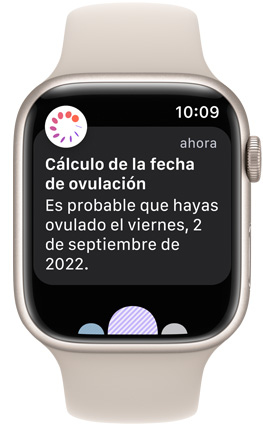 10:09
ahora
Cálculo de la fecha
de ovulación
Es probable que hayas
ovulado el viernes, 2
de septiembre de
2022.